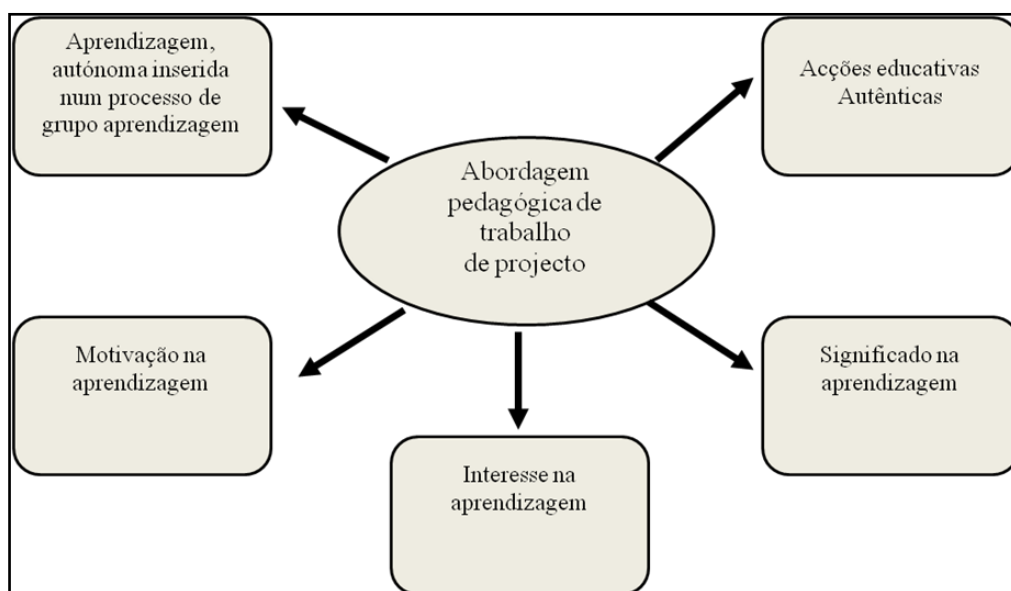 Aprendizagem,
autónoma inserida
num processo de
grupo aprendizagem
Acções educativas
Autênticas
Abordagem
pedagógica de
trabalho
de projecto
Motivação na
aprendizagem
Significado na
aprendizagem
Interesse na
aprendizagem